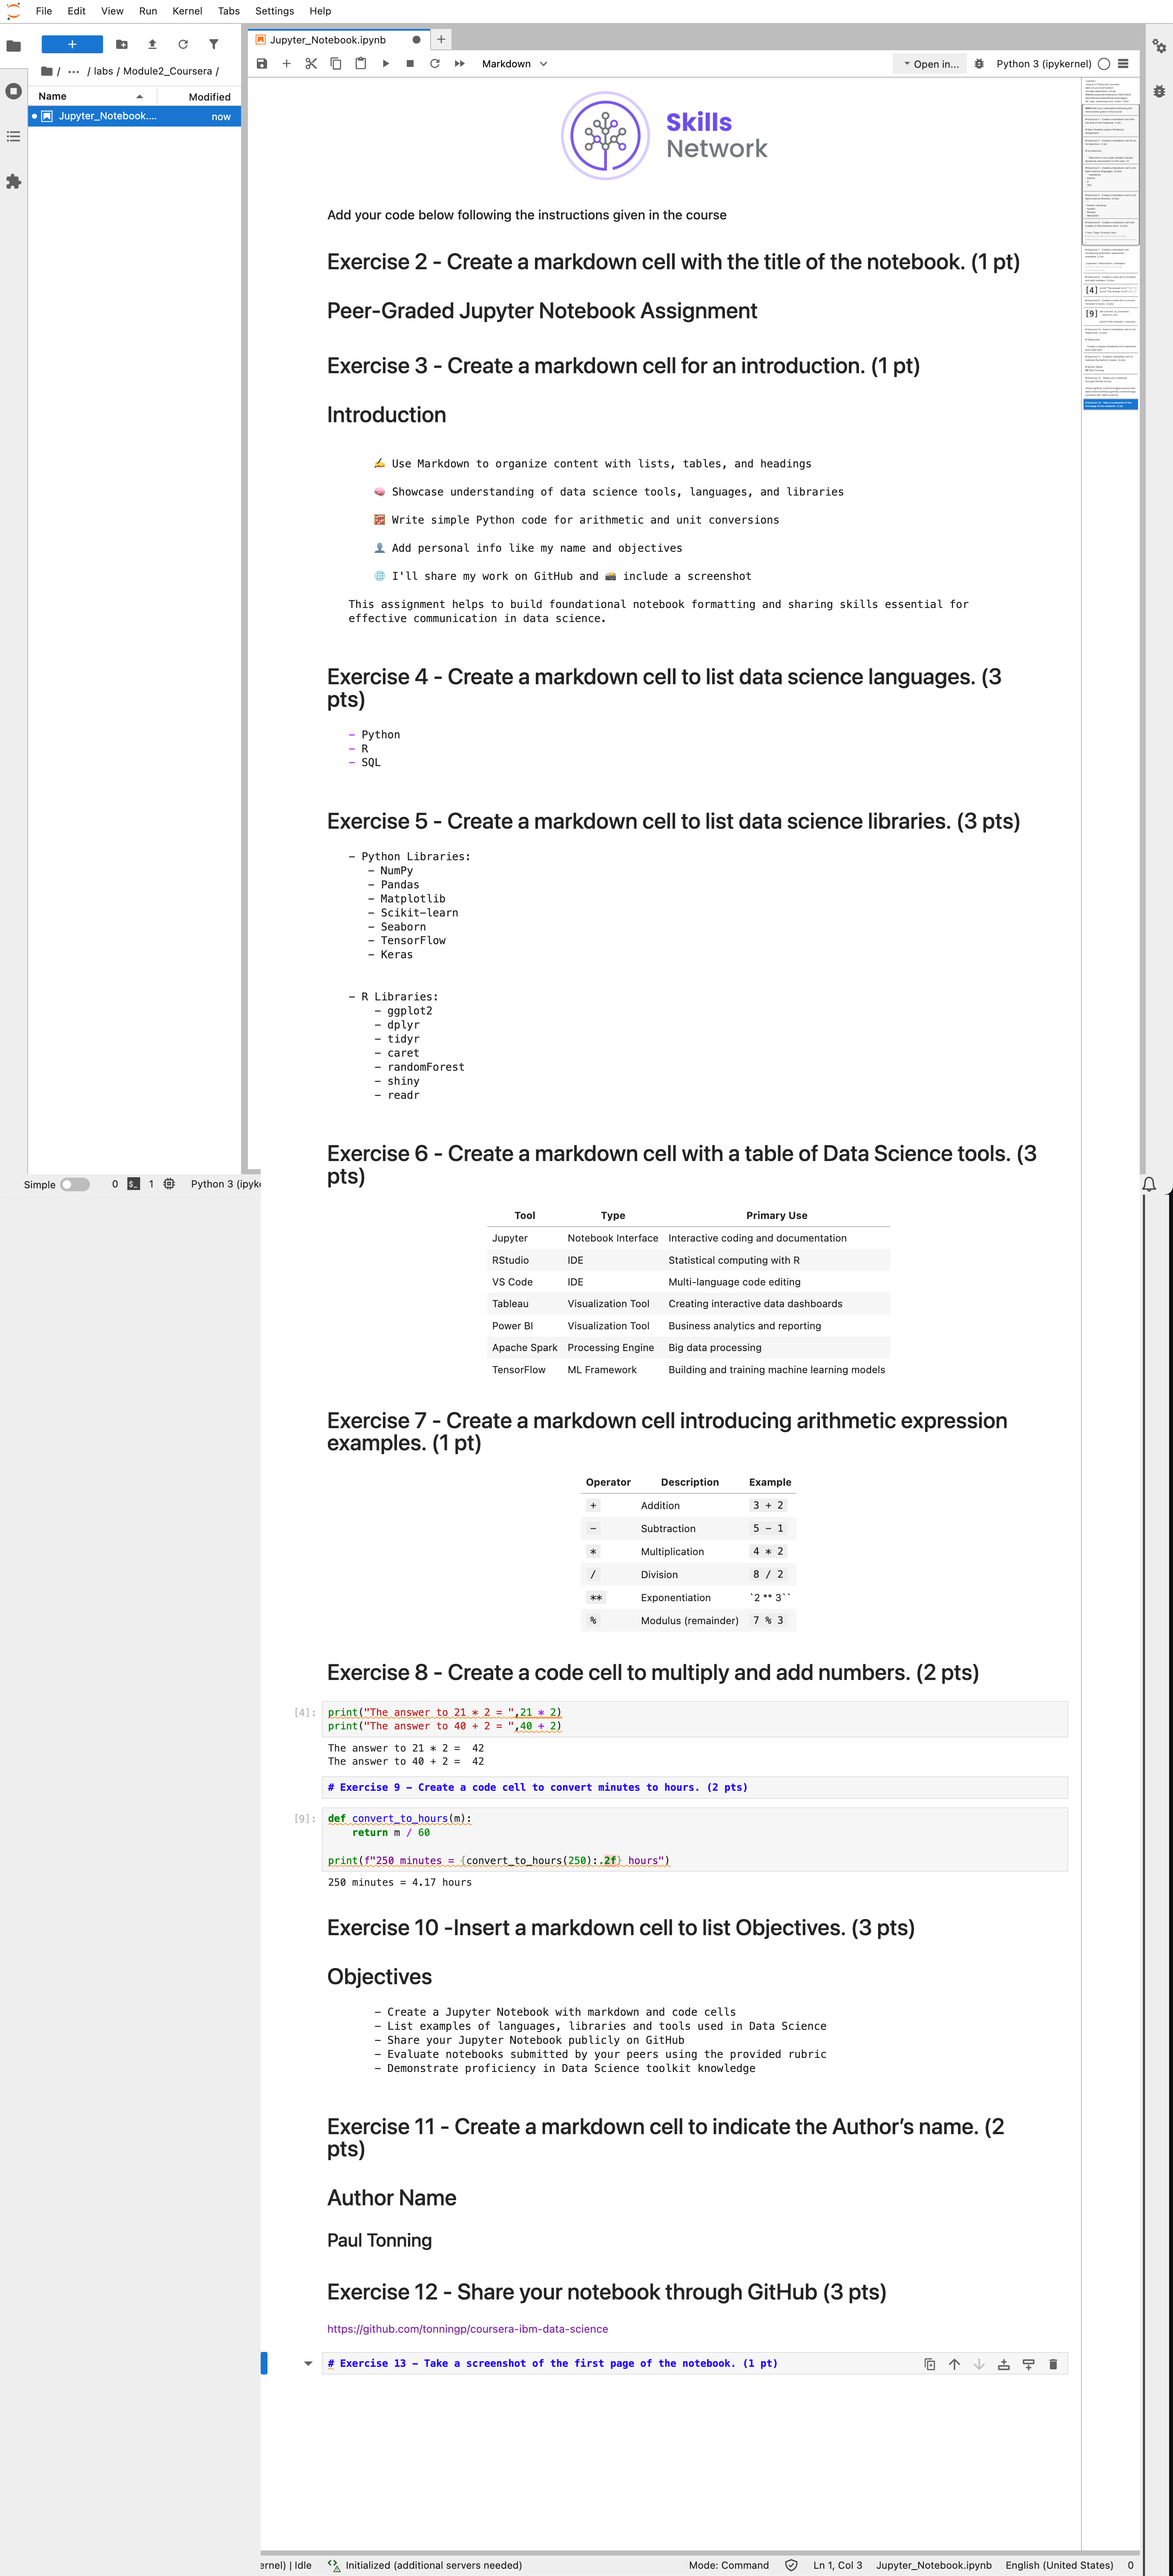 File Edit View Run Kernel Tabs Settings Help
+
/ ··· / labs / Module2_Coursera /
Name Modified
Jupyter_Notebook.... now
Jupyter_Notebook.ipynb
Markdown
Open in...
Python 3 (ipykernel)
Skills
Network
Add your code below following the instructions given in the course
Exercise 2 - Create a markdown cell with the title of the notebook. (1 pt)
Peer-Graded Jupyter Notebook Assignment
Exercise 3 - Create a markdown cell for an introduction. (1 pt)
Introduction
✍️ Use Markdown to organize content with lists, tables, and headings
🧠 Showcase understanding of data science tools, languages, and libraries
🧮 Write simple Python code for arithmetic and unit conversions
👤 Add personal info like my name and objectives
🌐 I'll share my work on GitHub and 📸 include a screenshot
This assignment helps to build foundational notebook formatting and sharing skills essential for
effective communication in data science.
Exercise 4 - Create a markdown cell to list data science languages. (3
pts)
- Python
- R
- SQL
Exercise 5 - Create a markdown cell to list data science libraries. (3 pts)
- Python Libraries:
- NumPy
- Pandas
- Matplotlib
- Scikit-learn
- Seaborn
- TensorFlow
- Keras
- R Libraries:
- ggplot2
- dplyr
- tidyr
- caret
- randomForest
- shiny
- readr
Exercise 6 - Create a markdown cell with a table of Data Science tools. (3
pts)
Simple 0 1 Python 3 (ipyk
Tool Type Primary Use
Jupyter Notebook Interface Interactive coding and documentation
RStudio IDE Statistical computing with R
VS Code IDE Multi-language code editing
Tableau Visualization Tool Creating interactive data dashboards
Power BI Visualization Tool Business analytics and reporting
Apache Spark Processing Engine Big data processing
TensorFlow ML Framework Building and training machine learning models
Exercise 7 - Create a markdown cell introducing arithmetic expression
examples. (1 pt)
Operator Description Example
+ Addition 3 + 2
- Subtraction 5 - 1
* Multiplication 4 * 2
/ Division 8 / 2
** Exponentiation `2 ** 3``
% Modulus (remainder) 7 % 3
Exercise 8 - Create a code cell to multiply and add numbers. (2 pts)
[4]: print("The answer to 21 * 2 = ",21 * 2)
print("The answer to 40 + 2 = ",40 + 2)
The answer to 21 * 2 =  42
The answer to 40 + 2 =  42
# Exercise 9 - Create a code cell to convert minutes to hours. (2 pts)
[9]: def convert_to_hours(m):
return m / 60
print(f"250 minutes = {convert_to_hours(250):.2f} hours")
250 minutes = 4.17 hours
Exercise 10 -Insert a markdown cell to list Objectives. (3 pts)
Objectives
- Create a Jupyter Notebook with markdown and code cells
- List examples of languages, libraries and tools used in Data Science
- Share your Jupyter Notebook publicly on GitHub
- Evaluate notebooks submitted by your peers using the provided rubric
- Demonstrate proficiency in Data Science toolkit knowledge
Exercise 11 - Create a markdown cell to indicate the Author’s name. (2
pts)
Author Name
Paul Tonning
Exercise 12 - Share your notebook through GitHub (3 pts)
https://github.com/tonningp/coursera-ibm-data-science
# Exercise 13 - Take a screenshot of the first page of the notebook. (1 pt)
ernel) | Idle Initialized (additional servers needed) Mode: Command Ln 1, Col 3 Jupyter_Notebook.ipynb English (United States) 0